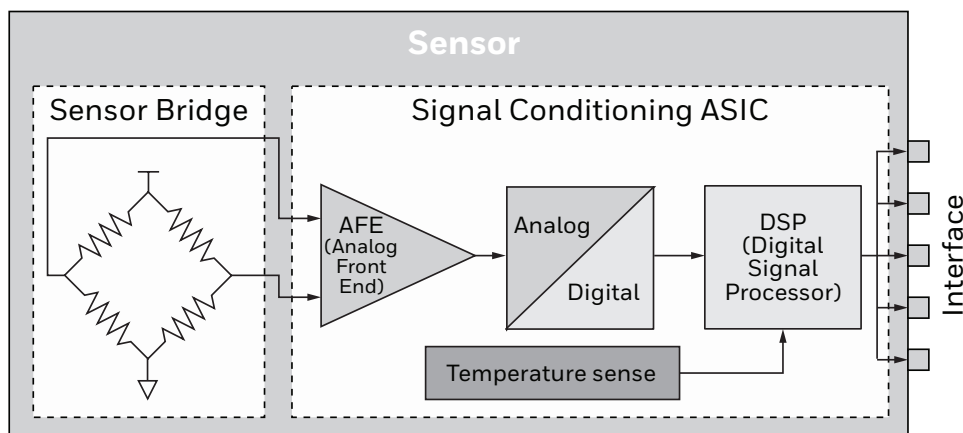 Sensor
Sensor Bridge
Signal Conditioning ASIC
AFE
(Analog
Front
End)
Analog
Digital
DSP
(Digital
Signal
Processor)
Temperature sense
Interface